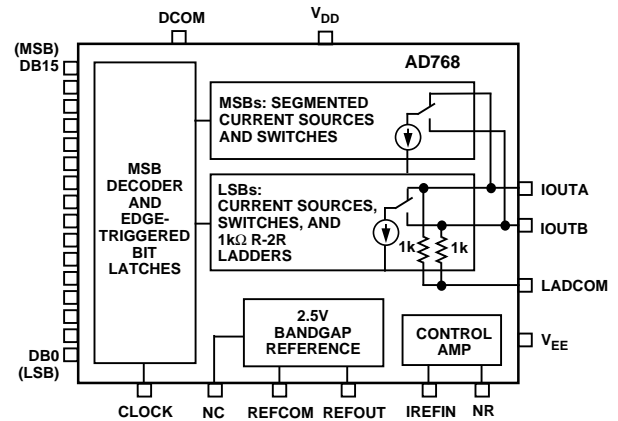 DCOM
V_DD
(MSB)
DB15
AD768
MSBs: SEGMENTED
CURRENT SOURCES
AND SWITCHES
MSB
DECODER
AND
EDGE-
TRIGGERED
BIT
LATCHES
LSBs:
CURRENT SOURCES,
SWITCHES, AND
1kΩ R-2R
LADDERS
1k
1k
IOUTA
IOUTB
LADCOM
2.5V
BANDGAP
REFERENCE
CONTROL
AMP
V_EE
DB0
(LSB)
CLOCK
NC
REFCOM
REFOUT
IREFIN
NR